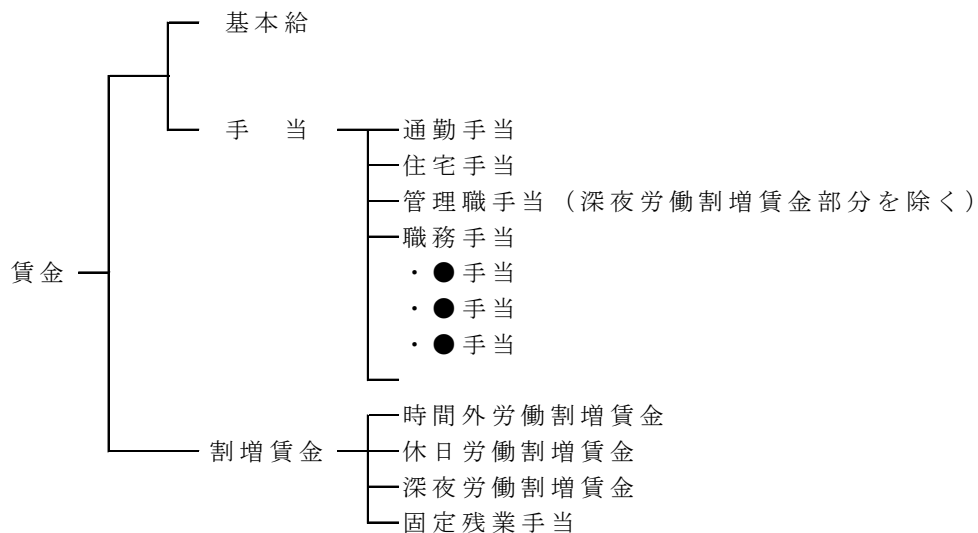 基本給
手　当
通勤手当
住宅手当
管理職手当（深夜労働割増賃金部分を除く）
職務手当
・●手当
・●手当
・●手当
賃金
割増賃金
時間外労働割増賃金
休日労働割増賃金
深夜労働割増賃金
固定残業手当